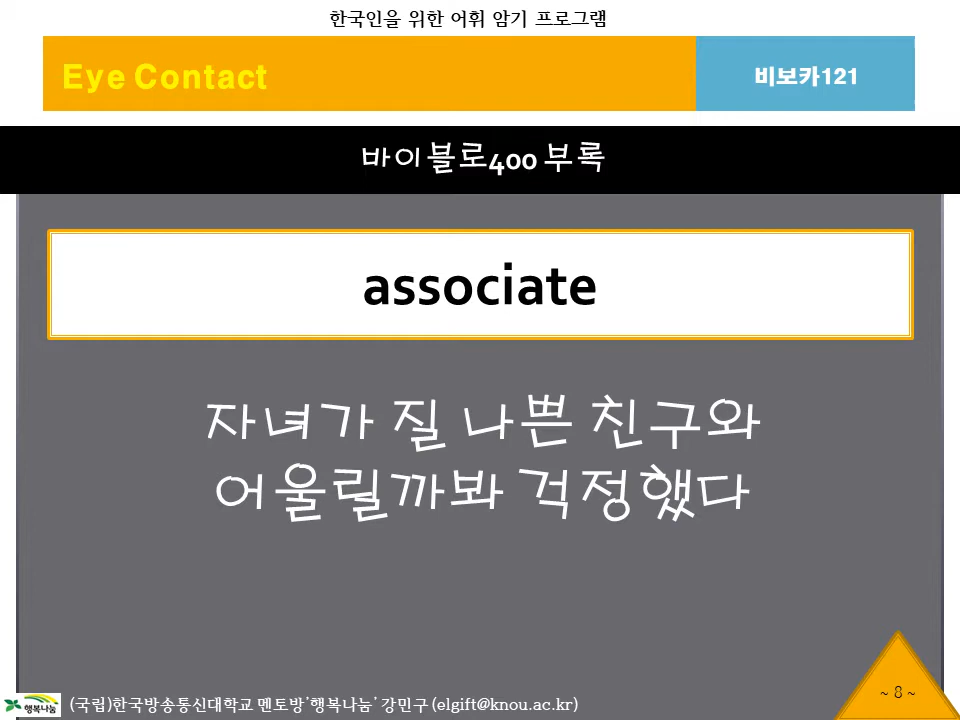 한국인을 위한 어휘 암기 프로그램
Eye Contact
비보카121
바이블로400 부록
associate
자녀가 질 나쁜 친구와
어울릴까봐 걱정했다
행복나눔
(국립)한국방송통신대학교 멘토방'행복나눔' 강민구 (elgift@knou.ac.kr)
~ 8 ~